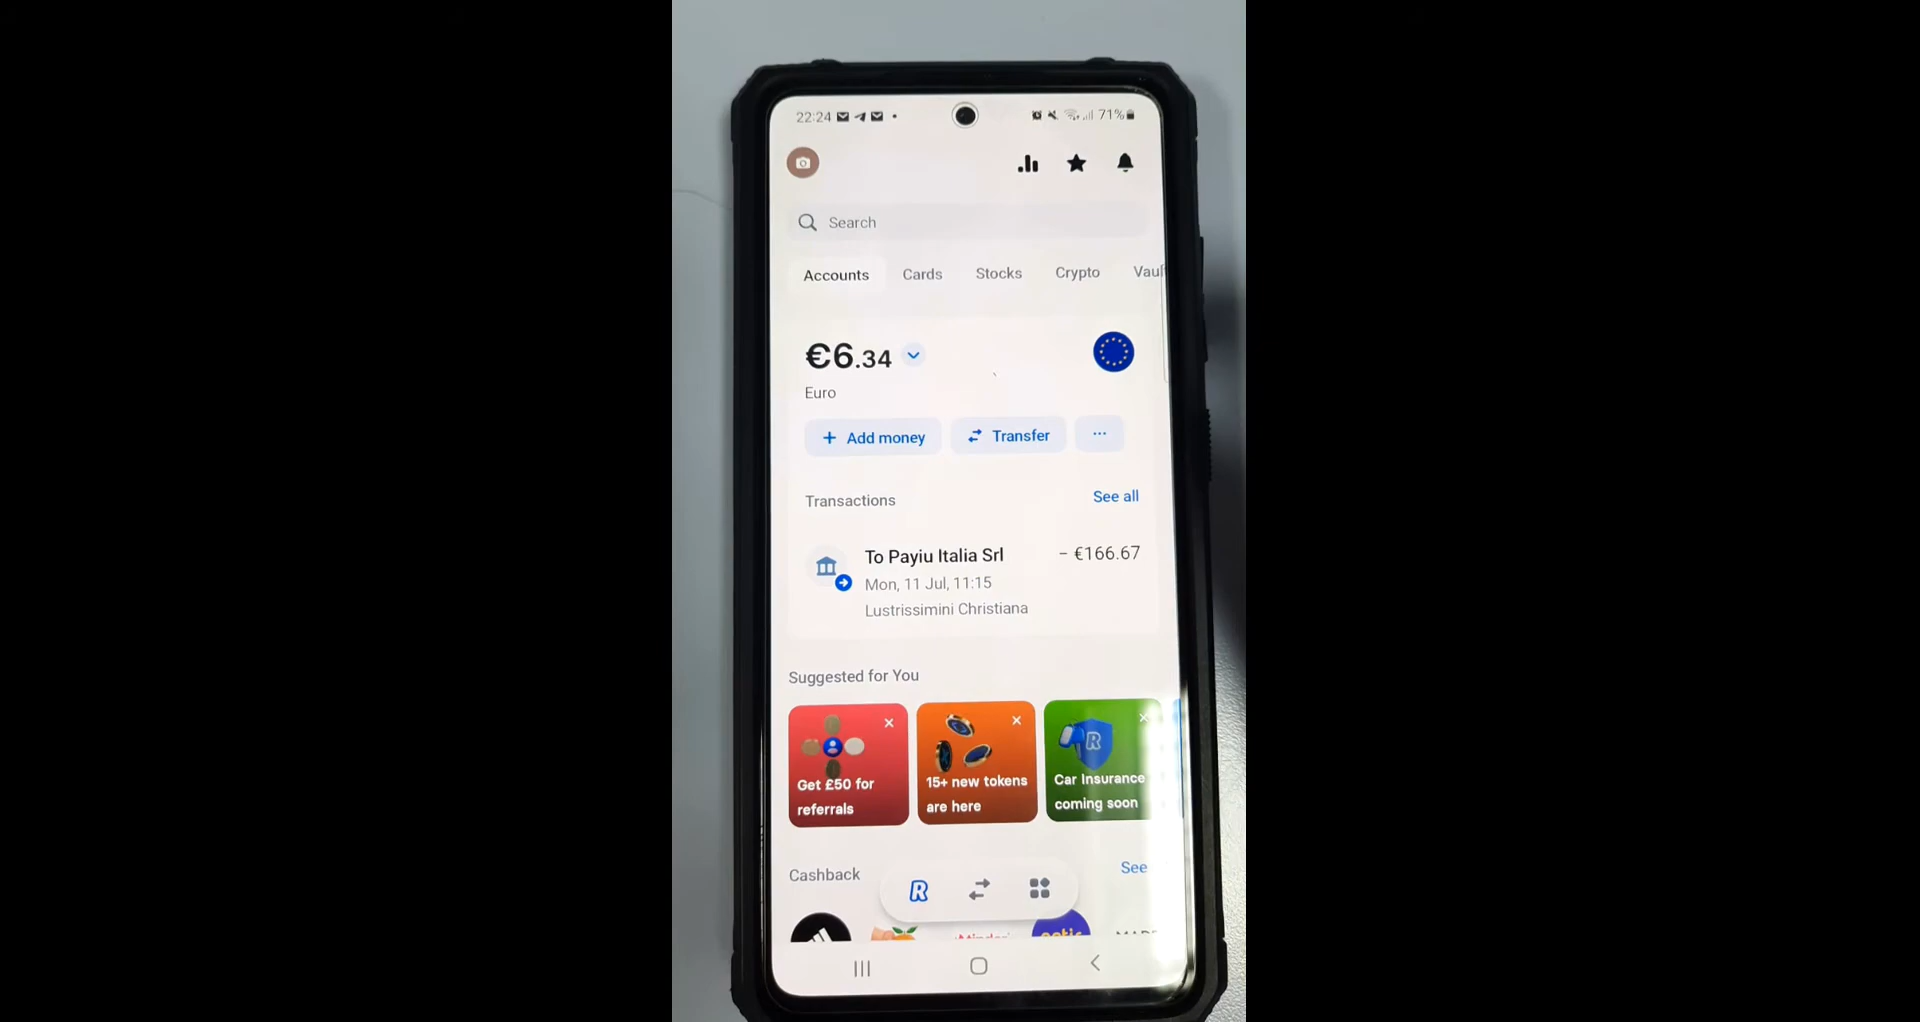 22:24 71%
Search
Accounts Cards Stocks Crypto
€6.34
Euro
+ Add money Transfer ...
Transactions See all
To Payiu Italia Srl - €166.67
Mon, 11 Jul, 11:15
Lustrissimini Christiana
Suggested for You
Get £50 for
referrals
15+ new tokens
are here
R
Car Insurance
coming soon
Cashback See
R